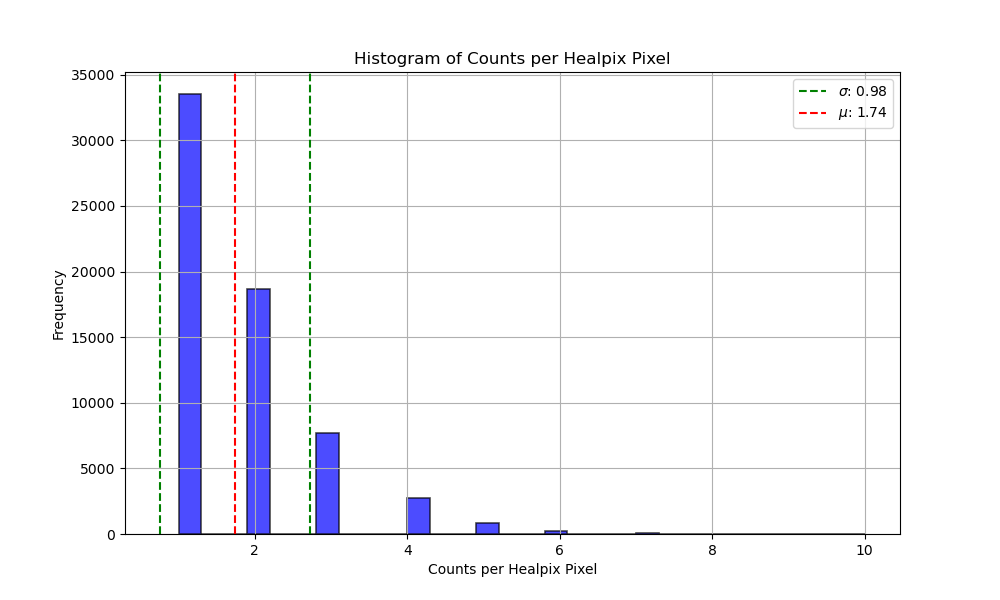 Histogram of Counts per Healpix Pixel
σ: 0.98
μ: 1.74
Frequency
35000
30000
25000
20000
15000
10000
5000
0
2
4
6
8
10
Counts per Healpix Pixel